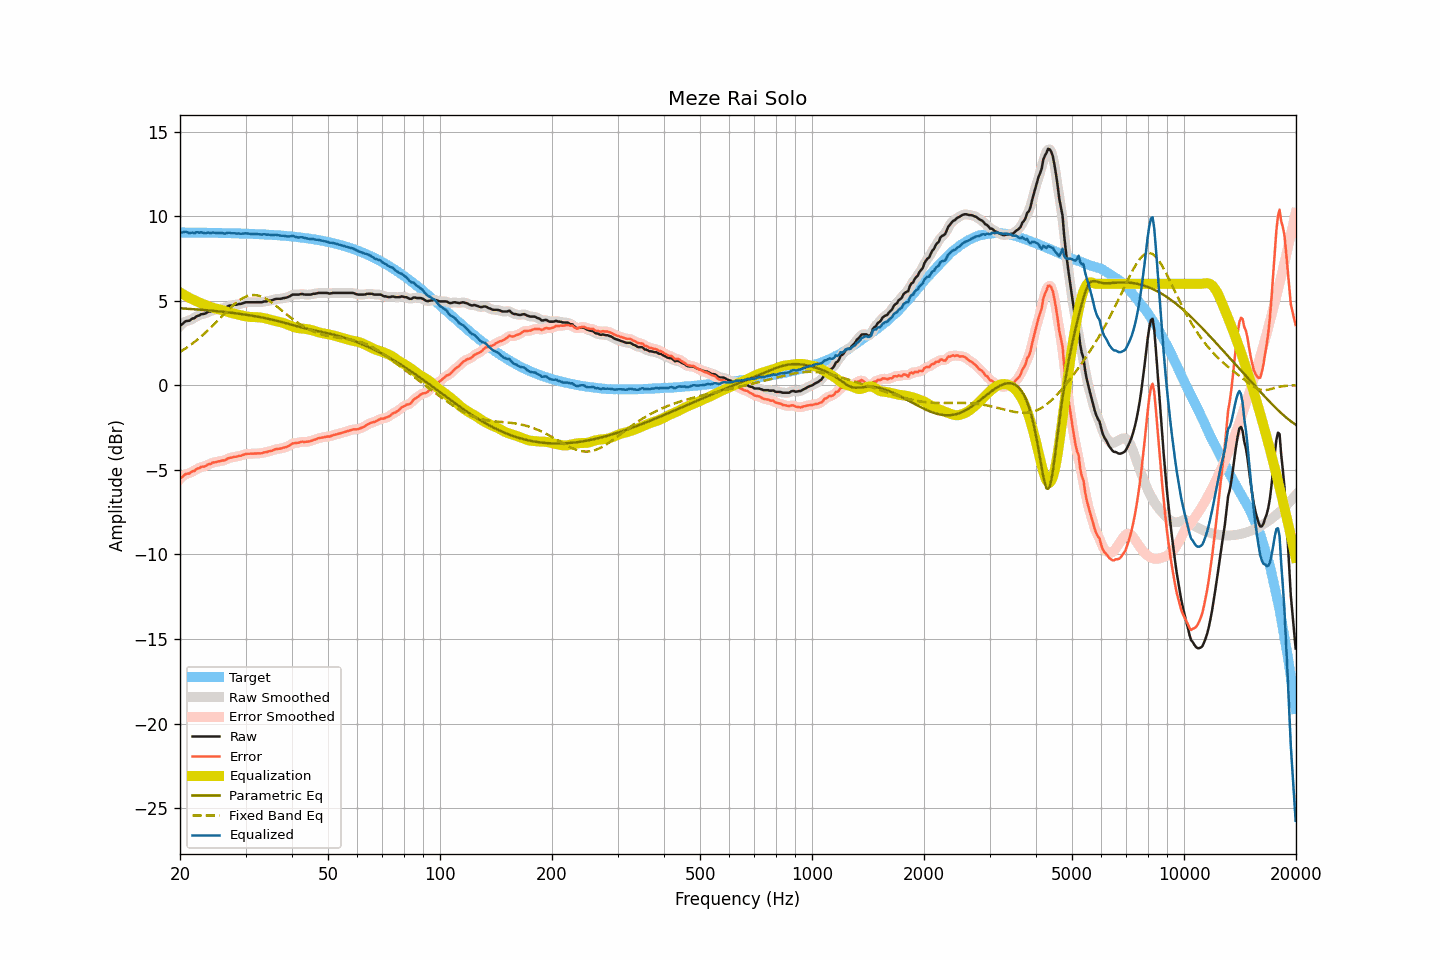 Meze Rai Solo
15
10
5
0
−5
−10
−15
−20
−25
Amplitude (dBr)
Target
Raw Smoothed
Error Smoothed
Raw
Error
Equalization
Parametric Eq
Fixed Band Eq
Equalized
20 50 100 200 500 1000 2000 5000 10000 20000
Frequency (Hz)